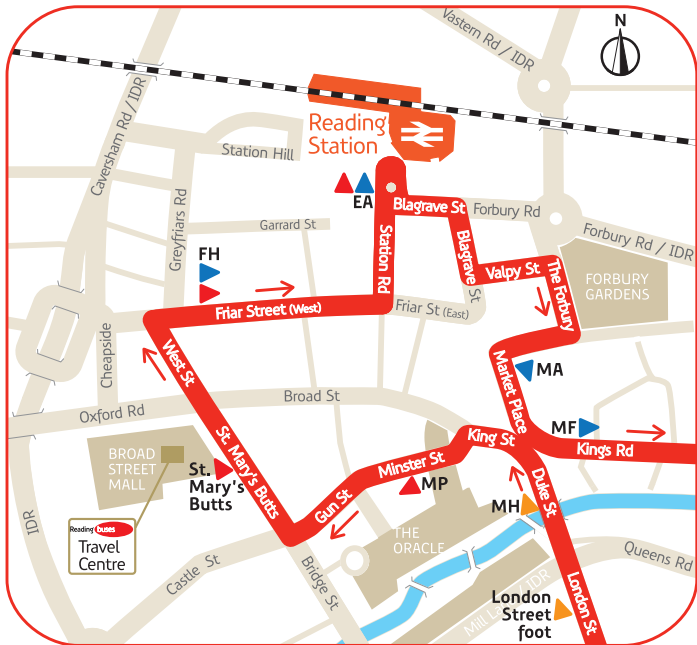 Vastern Rd / IDR
N
Caversham Rd / IDR
Reading
Station
Station Hill
EA
Blagrave St
Forbury Rd
Forbury Rd / IDR
Greyfriars Rd
Garrard St
Station Rd
Blagrave
St
Valpy St
The Forbury
FORBURY
GARDENS
FH
Friar Street (West)
Friar St (East)
Cheapside
West St
Market Place
MA
Broad St
Oxford Rd
MF
Kings Rd
King St
BROAD
STREET
MALL
St. Mary's Butts
St.
Mary's
Butts
Minster St
MP
Gun St
MH
Duke St
THE
ORACLE
IDR
Reading buses
Travel
Centre
Castle St
Bridge St
Queens Rd
Mill La / IDR
London St
London
Street
foot